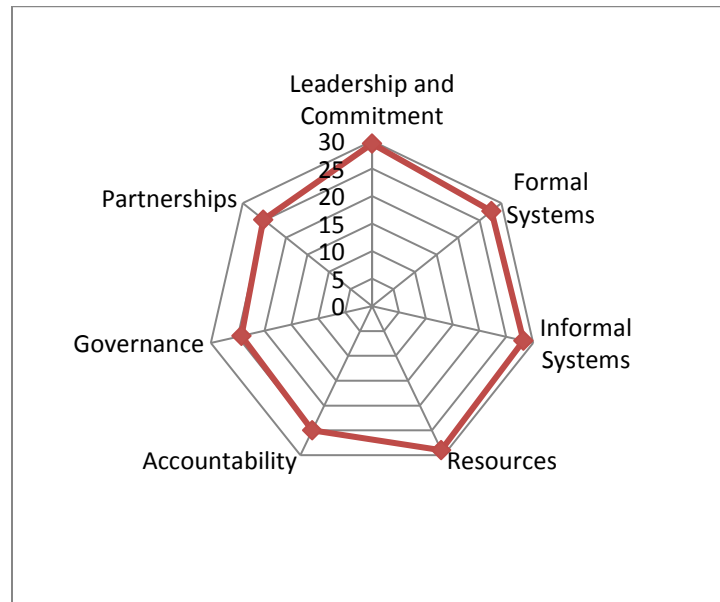 Leadership and
Commitment
30
25
20
15
10
5
0
Formal
Systems
Informal
Systems
Resources
Accountability
Governance
Partnerships